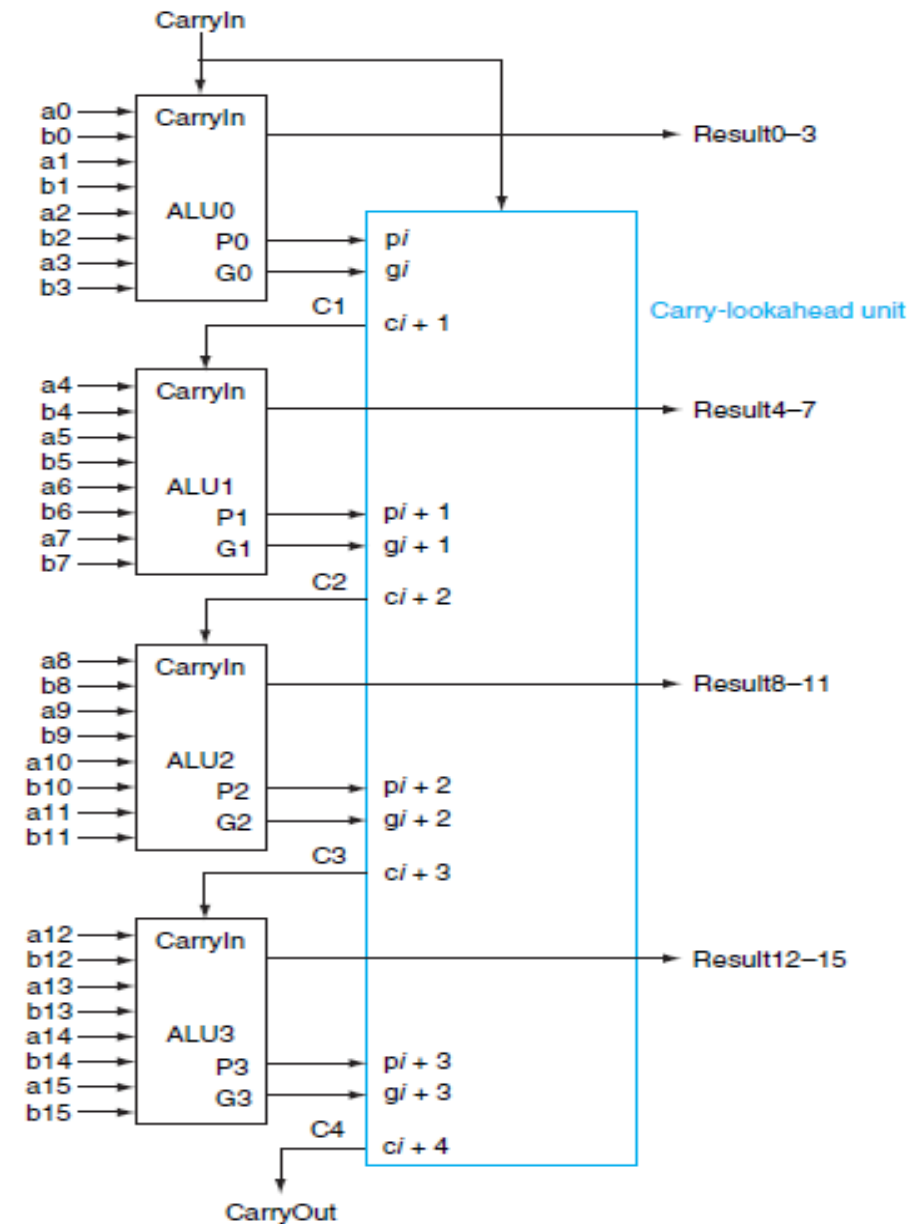 CarryIn
a0
b0
a1
b1
a2
b2
a3
b3
CarryIn
ALU0
P0
G0
Result0–3
pi
gi
C1
ci + 1
Carry-lookahead unit
a4
b4
a5
b5
a6
b6
a7
b7
CarryIn
ALU1
P1
G1
Result4–7
pi + 1
gi + 1
C2
ci + 2
a8
b8
a9
b9
a10
b10
a11
b11
CarryIn
ALU2
P2
G2
Result8–11
pi + 2
gi + 2
C3
ci + 3
a12
b12
a13
b13
a14
b14
a15
b15
CarryIn
ALU3
P3
G3
Result12–15
pi + 3
gi + 3
C4
ci + 4
CarryOut